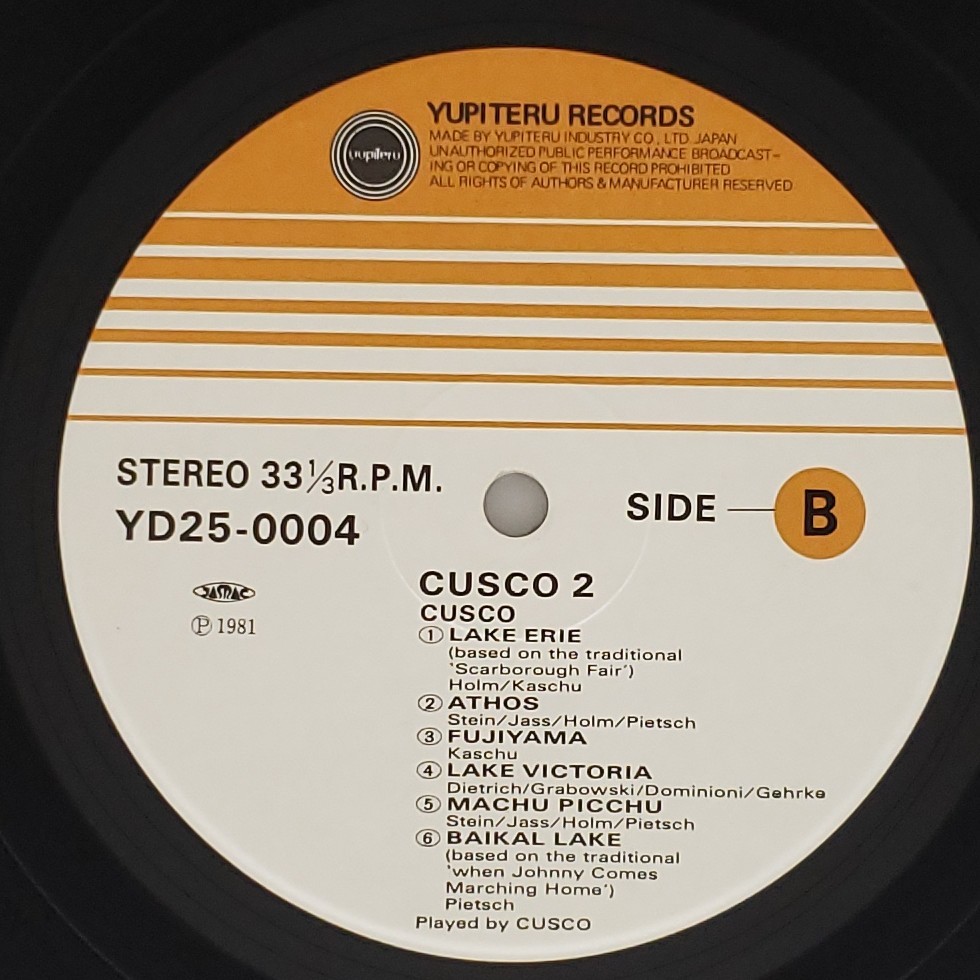 yupiteru
YUPITERU RECORDS
MADE BY YUPITERU INDUSTRY CO., LTD. JAPAN
UNAUTHORIZED PUBLIC PERFORMANCE BROADCAST-
ING OR COPYING OF THIS RECORD PROHIBITED
ALL RIGHTS OF AUTHORS & MANUFACTURER RESERVED
STEREO 33⅓R.P.M.
YD25-0004
SIDE B
JASRAC
Ⓟ 1981
CUSCO 2
CUSCO
① LAKE ERIE
(based on the traditional
'Scarborough Fair')
Holm/Kaschu
② ATHOS
Stein/Jass/Holm/Pietsch
③ FUJIYAMA
Kaschu
④ LAKE VICTORIA
Dietrich/Grabowski/Dominioni/Gehrke
⑤ MACHU PICCHU
Stein/Jass/Holm/Pietsch
⑥ BAIKAL LAKE
(based on the traditional
'when Johnny Comes
Marching Home')
Pietsch
Played by CUSCO